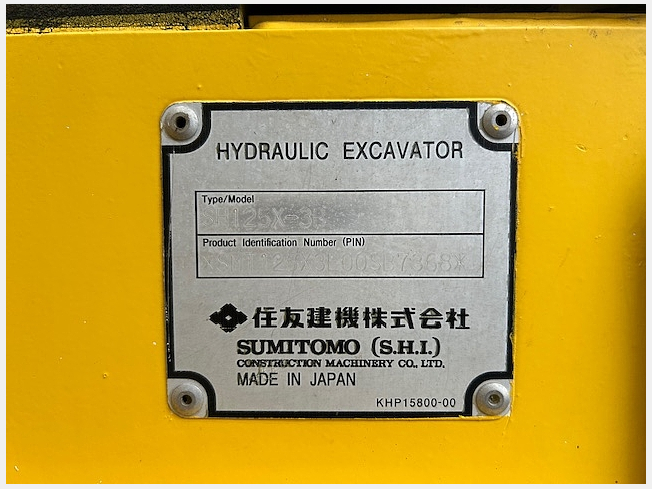 HYDRAULIC EXCAVATOR
Type/Model
Product Identification Number (PIN)
住友建機株式会社
SUMITOMO (S.H.I.)
CONSTRUCTION MACHINERY CO., LTD.
MADE IN JAPAN
KHP15800-00